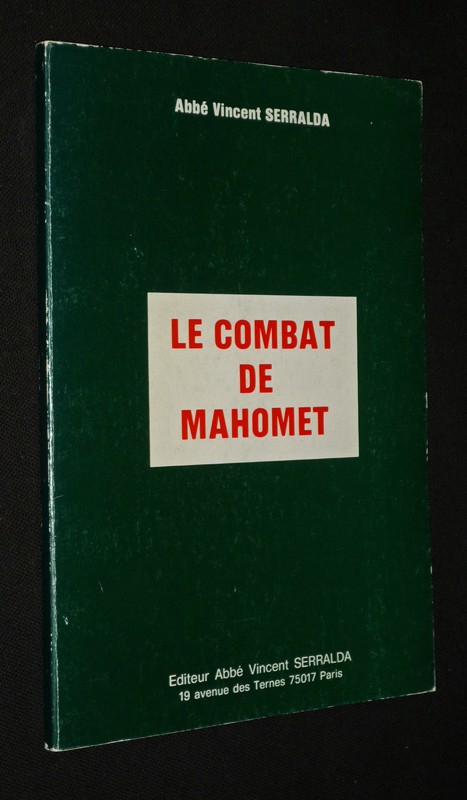 Abbé Vincent SERRALDA
LE COMBAT
DE
MAHOMET
Editeur Abbé Vincent SERRALDA
19 avenue des Ternes 75017 Paris